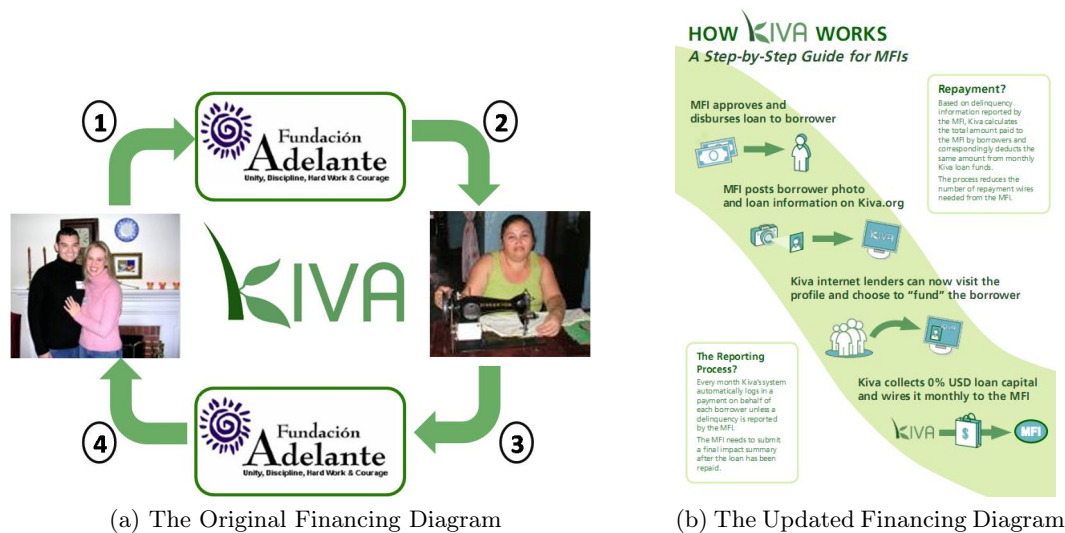 1
2
Fundación
Adelante
Unity, Discipline, Hard Work & Courage
KIVA
SINGER
4
3
Fundación
Adelante
Unity, Discipline, Hard Work & Courage
(a) The Original Financing Diagram
HOW KIVA WORKS
A Step-by-Step Guide for MFIs
MFI approves and
disburses loan to borrower
Repayment?
Based on delinquency
information reported by
the MFI, Kiva calculates
the total amount paid to
the MFI by borrowers and
correspondingly deducts the
same amount from monthly
Kiva loan funds.
The process reduces the
number of repayment wires
needed from the MFI.
MFI posts borrower photo
and loan information on Kiva.org
KIVA
Kiva internet lenders can now visit the
profile and choose to “fund” the borrower
The Reporting
Process?
Every month Kiva's system
automatically logs in a
payment on behalf of
each borrower unless a
delinquency is reported
by the MFI.
The MFI needs to submit
a final impact summary
after the loan has been
repaid.
Kiva collects 0% USD loan capital
and wires it monthly to the MFI
KIVA
$
MFI
(b) The Updated Financing Diagram